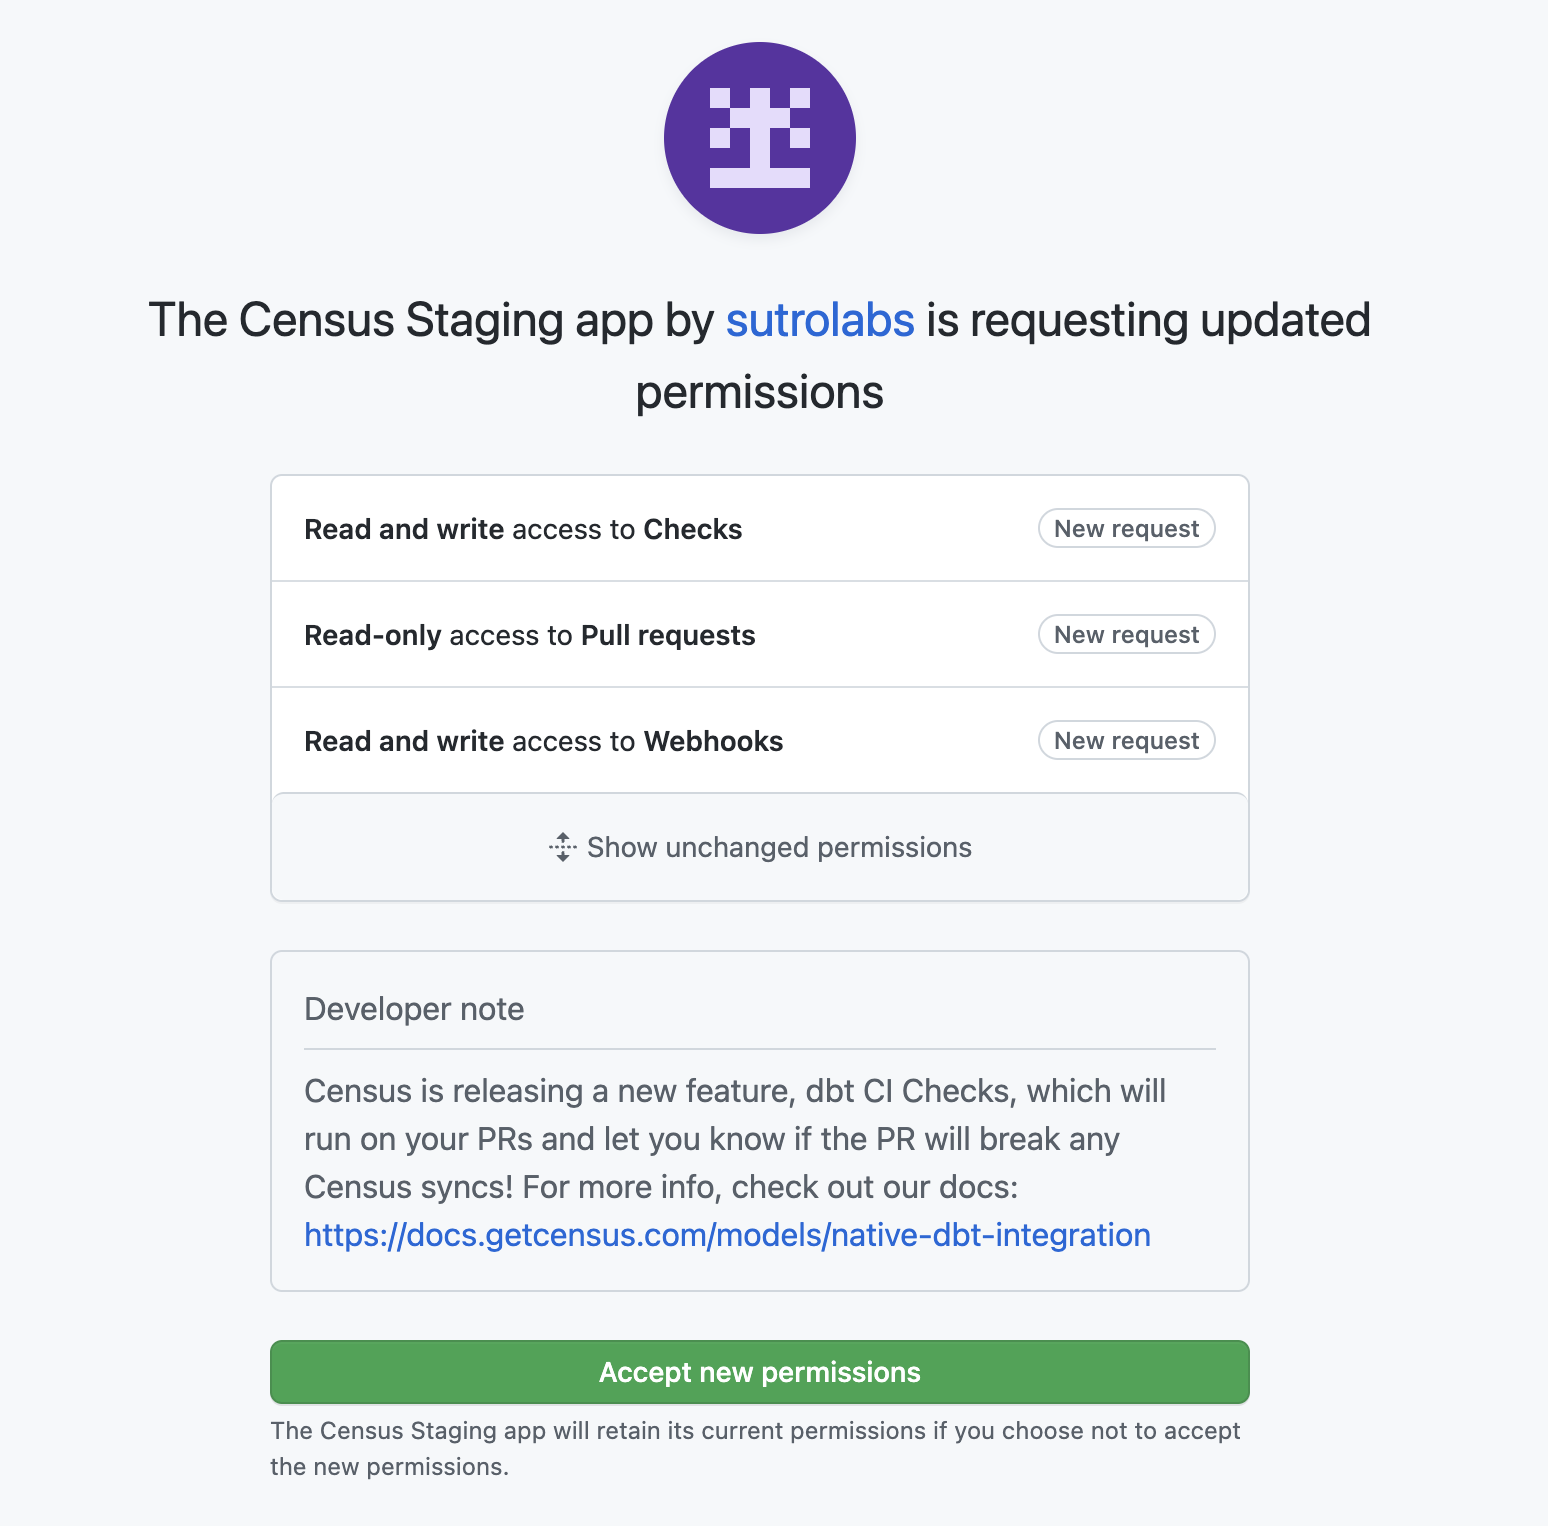 The Census Staging app by sutrolabs is requesting updated
permissions
Read and write access to Checks
New request
Read-only access to Pull requests
New request
Read and write access to Webhooks
New request
Show unchanged permissions
Developer note
Census is releasing a new feature, dbt CI Checks, which will
run on your PRs and let you know if the PR will break any
Census syncs! For more info, check out our docs:
https://docs.getcensus.com/models/native-dbt-integration
Accept new permissions
The Census Staging app will retain its current permissions if you choose not to accept
the new permissions.